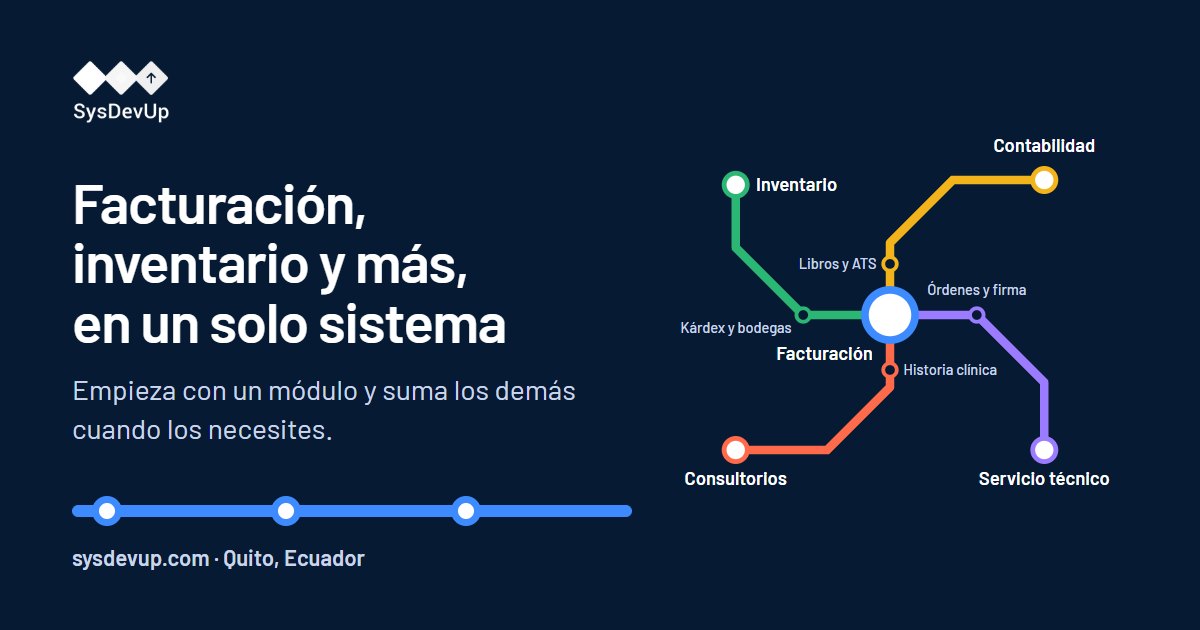 SysDevUp
Facturación,
inventario y más,
en un solo sistema
Empieza con un módulo y suma los demás
cuando los necesites.
sysdevup.com · Quito, Ecuador
Contabilidad
Inventario
Libros y ATS
Órdenes y firma
Kárdex y bodegas
Facturación
Historia clínica
Consultorios
Servicio técnico